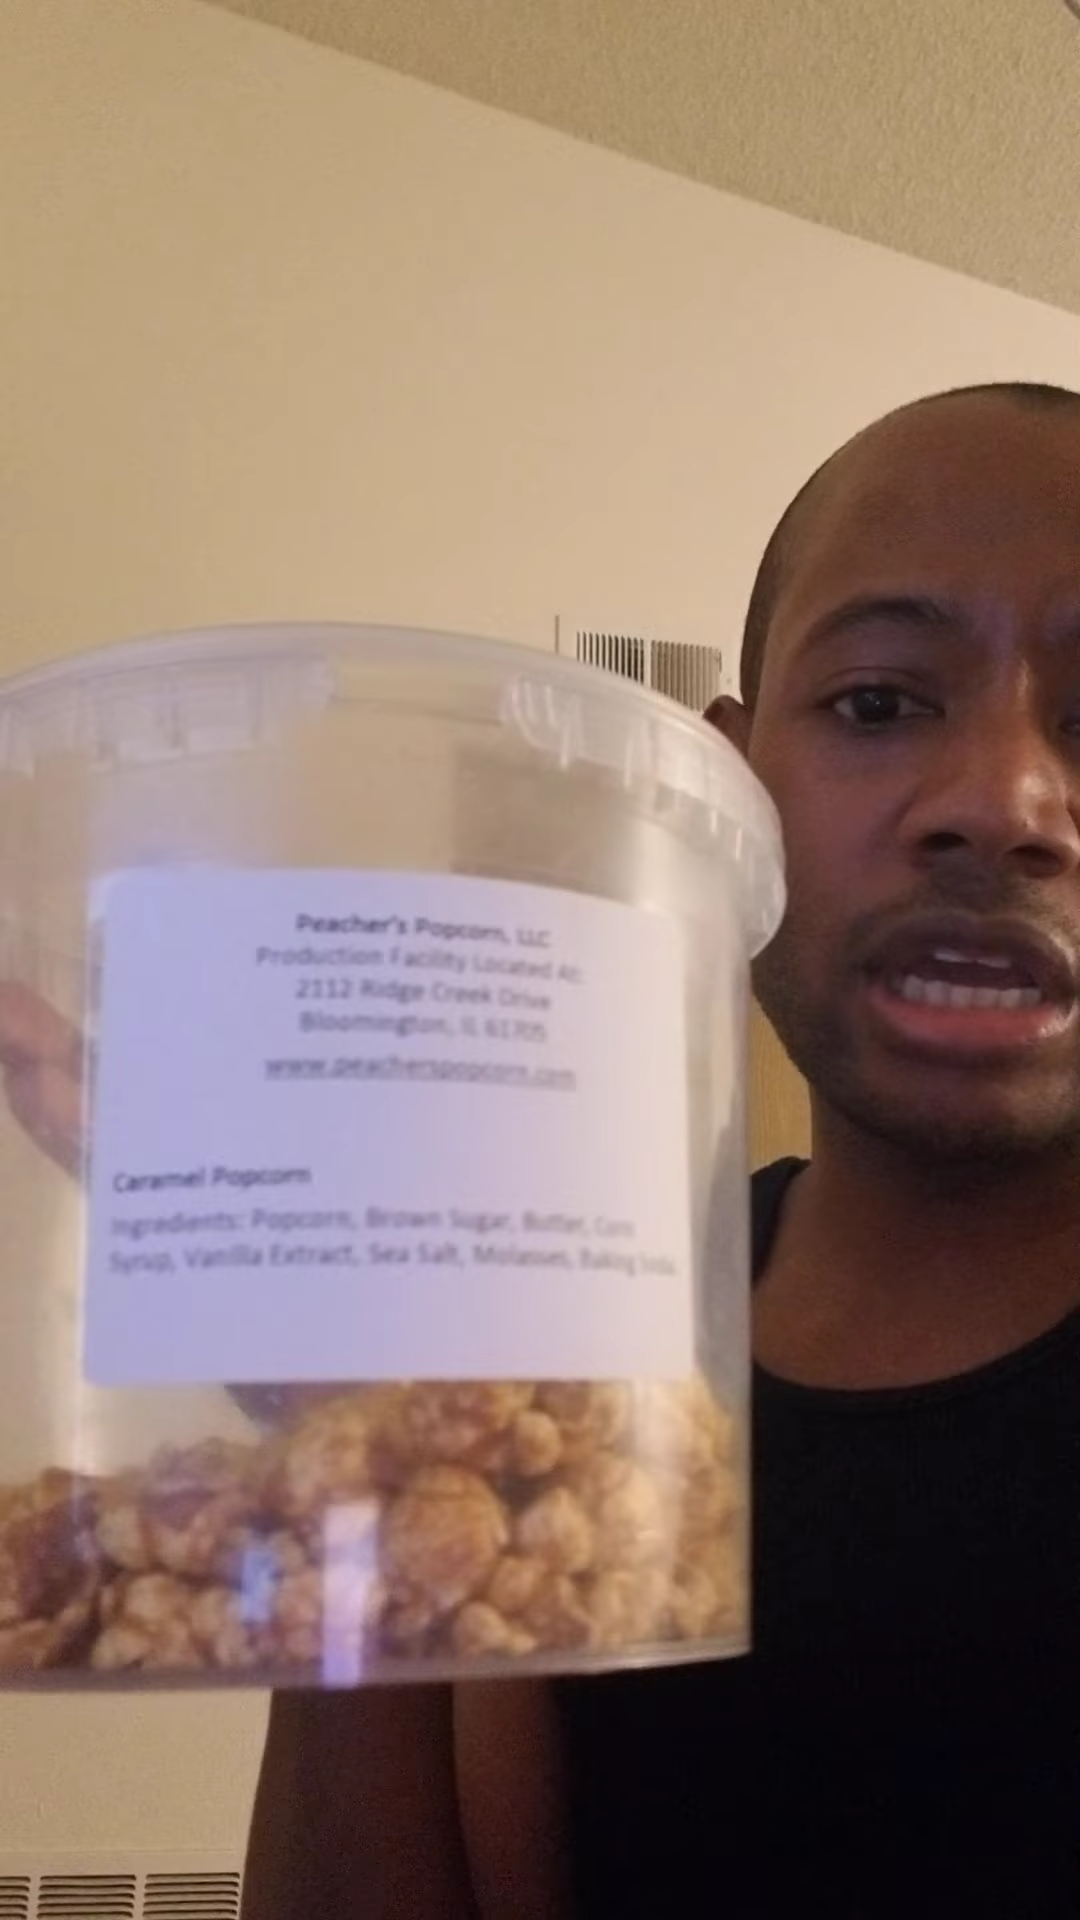 Peacher's Popcorn, LLC
Production Facility Located At:
2112 Ridge Creek Drive
Bloomington, IL 61705
www.peacherspopcorn.com
Caramel Popcorn
Ingredients: Popcorn, Brown Sugar, Butter, Corn
Syrup, Vanilla Extract, Sea Salt, Molasses, Baking Soda